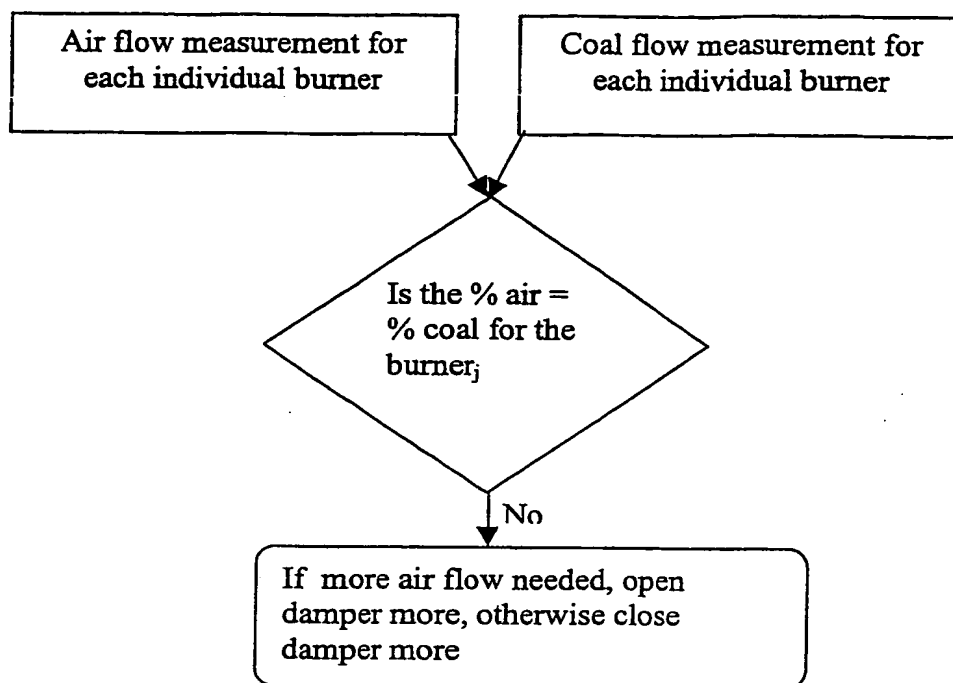 Air flow measurement for
each individual burner
Coal flow measurement for
each individual burner
Is the % air =
% coal for the
burnerj
No
If more air flow needed, open
damper more, otherwise close
damper more